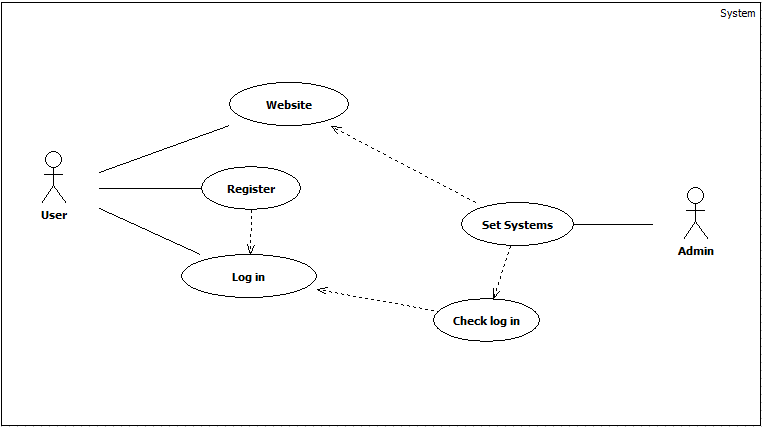 System
Website
Register
User
Set Systems
Admin
Log in
Check log in